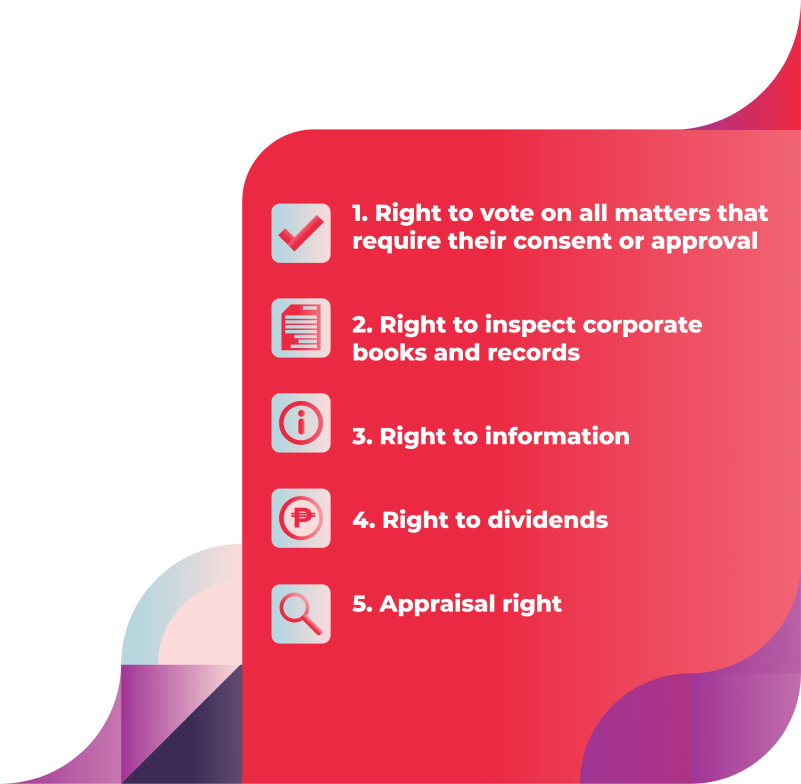 1. Right to vote on all matters that
require their consent or approval
2. Right to inspect corporate
books and records
3. Right to information
4. Right to dividends
5. Appraisal right